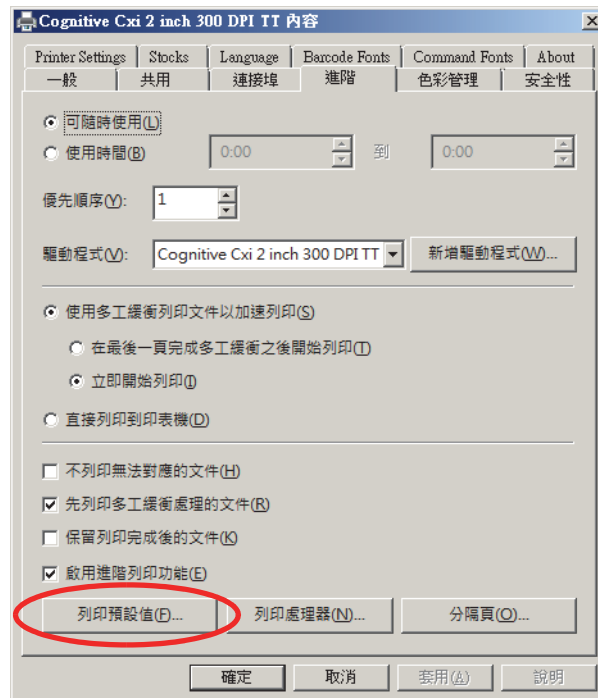 Cognitive Cxi 2 inch 300 DPI TT 內容
Printer Settings Stocks Language Barcode Fonts Command Fonts About
一般 共用 連接埠 進階 色彩管理 安全性
可隨時使用(L)
使用時間(B) 0:00 到 0:00
優先順序(Y): 1
驅動程式(V): Cognitive Cxi 2 inch 300 DPI TT 新增驅動程式(W)...
使用多工緩衝列印文件以加速列印(S)
在最後一頁完成多工緩衝之後開始列印(T)
立即開始列印(I)
直接列印到印表機(D)
不列印無法對應的文件(H)
先列印多工緩衝處理的文件(R)
保留列印完成後的文件(K)
啟用進階列印功能(E)
列印預設值(F)... 列印處理器(N)... 分隔頁(O)...
確定 取消 套用(A) 說明